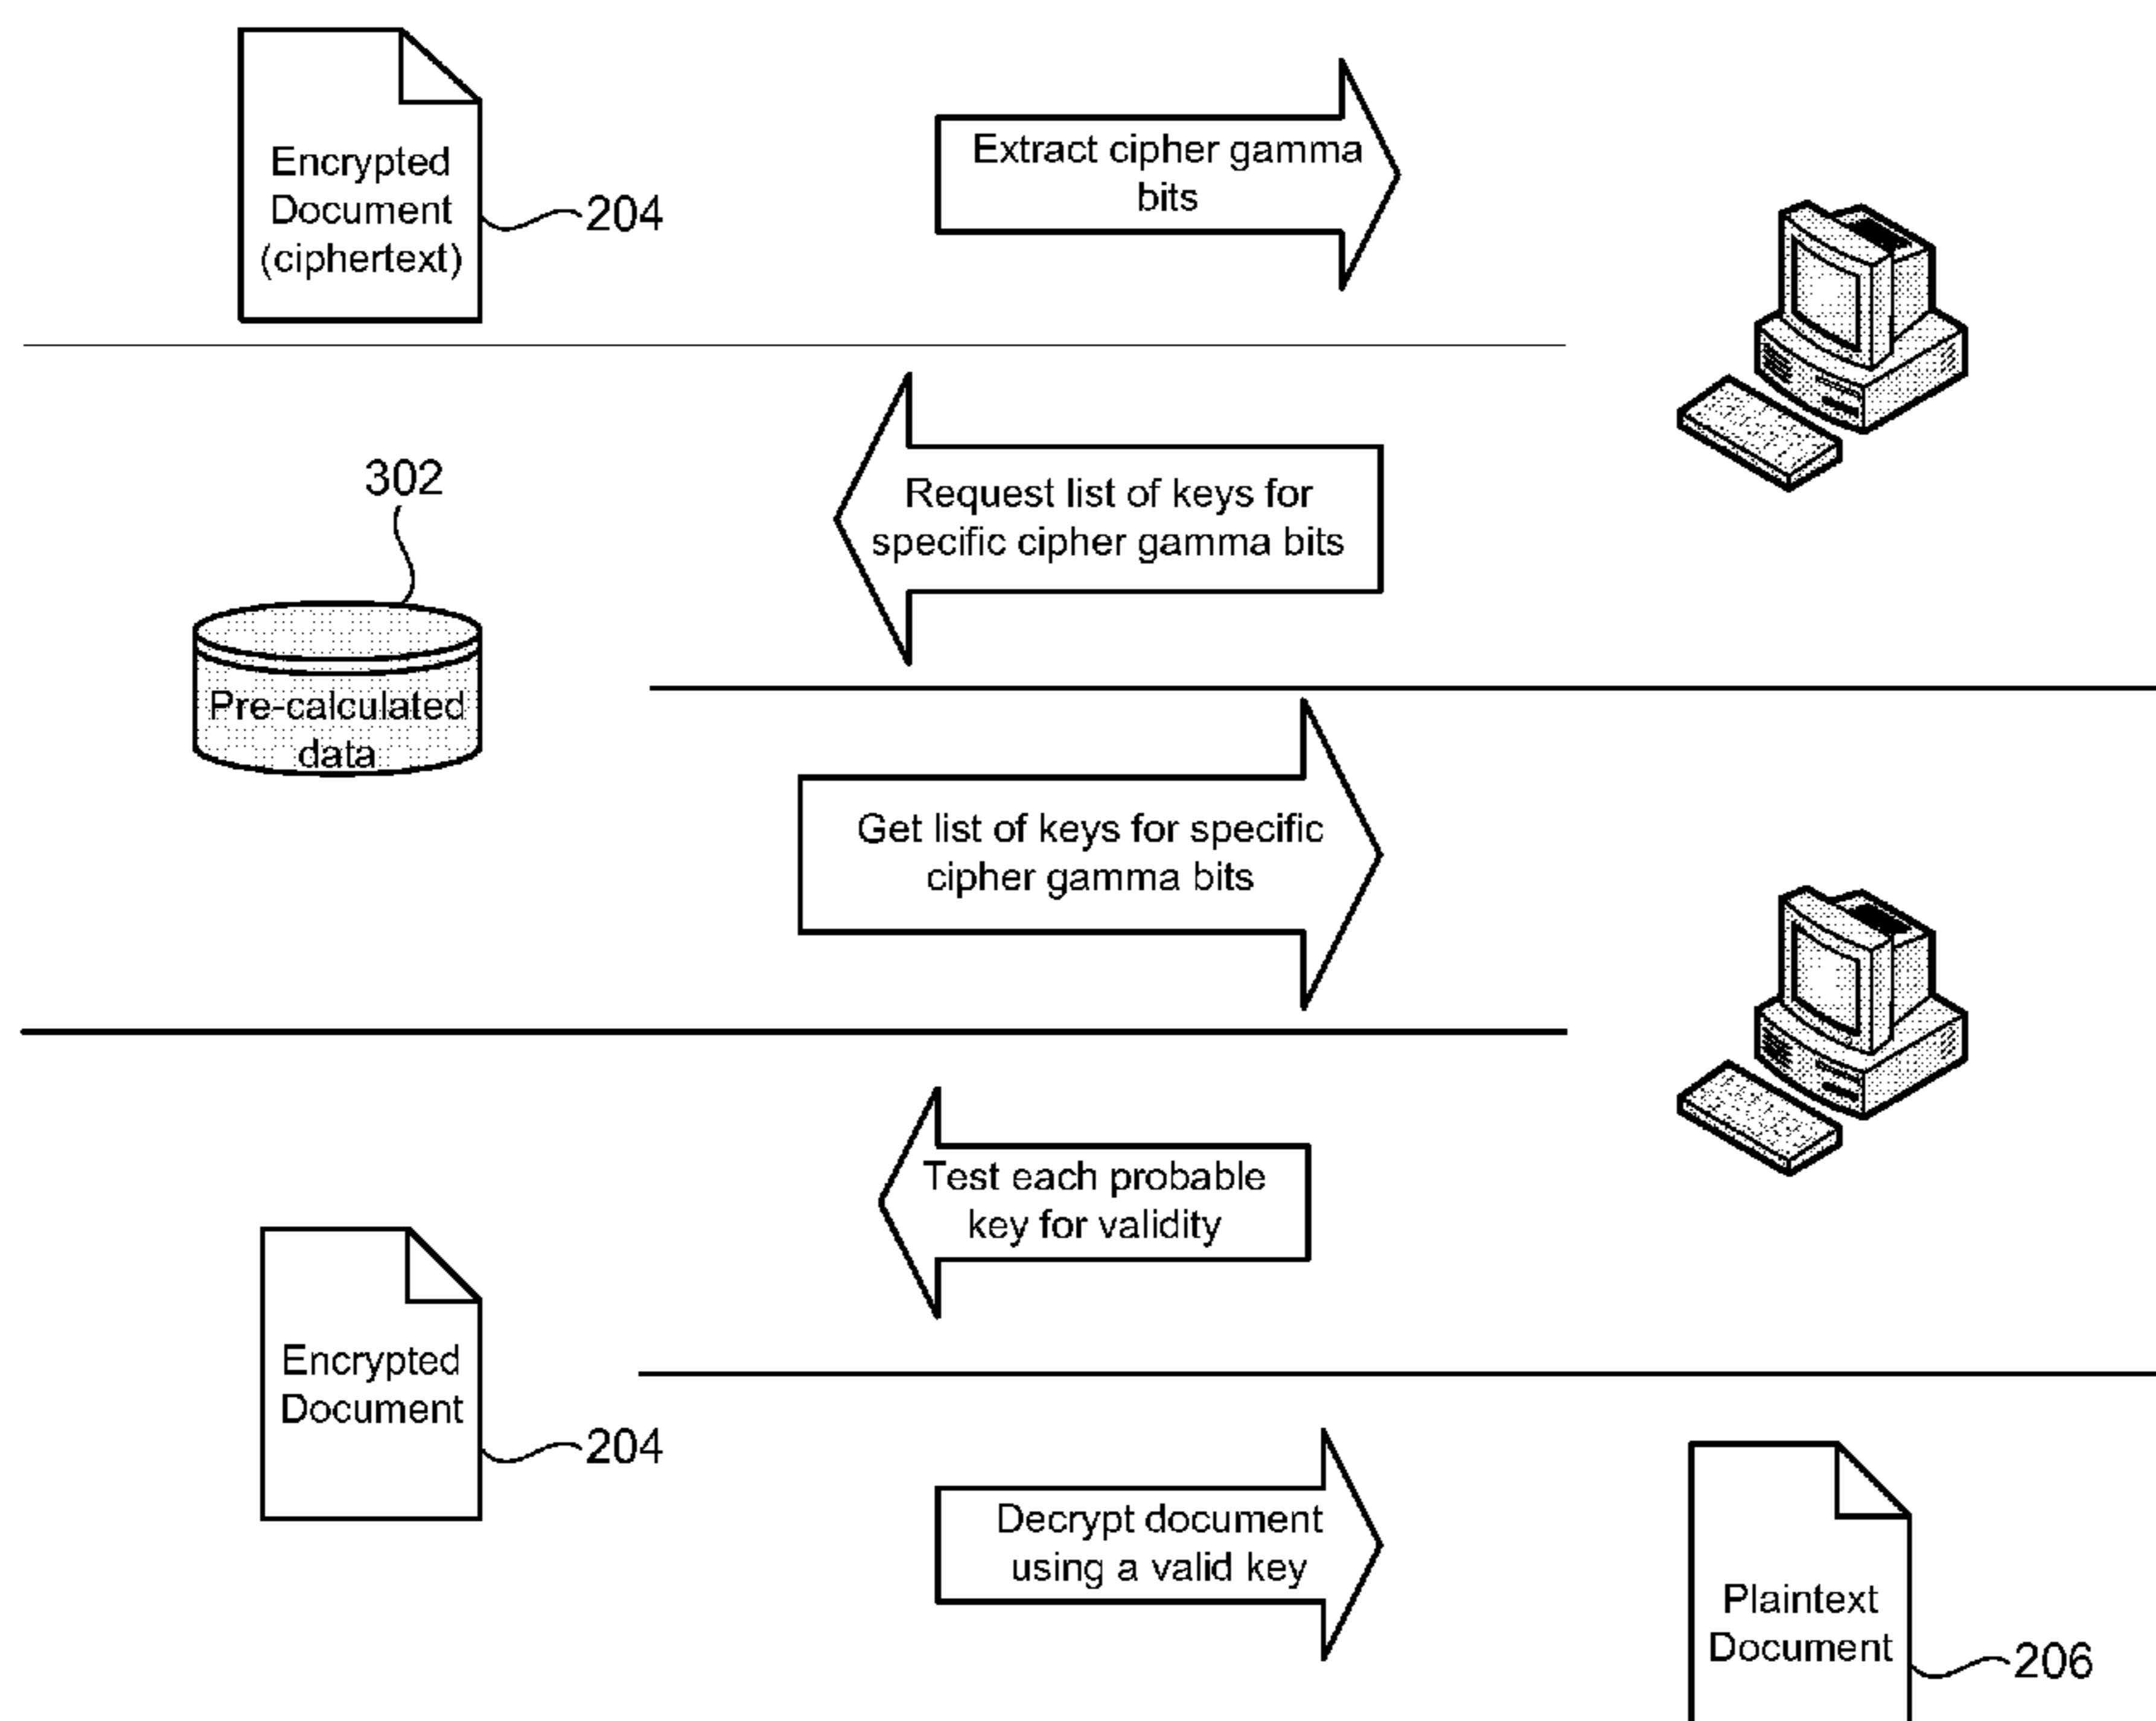 Encrypted
Document
(ciphertext)
204
Extract cipher gamma
bits
302
Request list of keys for
specific cipher gamma bits
Pre-calculated
data
Get list of keys for specific
cipher gamma bits
Test each probable
key for validity
Encrypted
Document
204
Decrypt document
using a valid key
Plaintext
Document
206